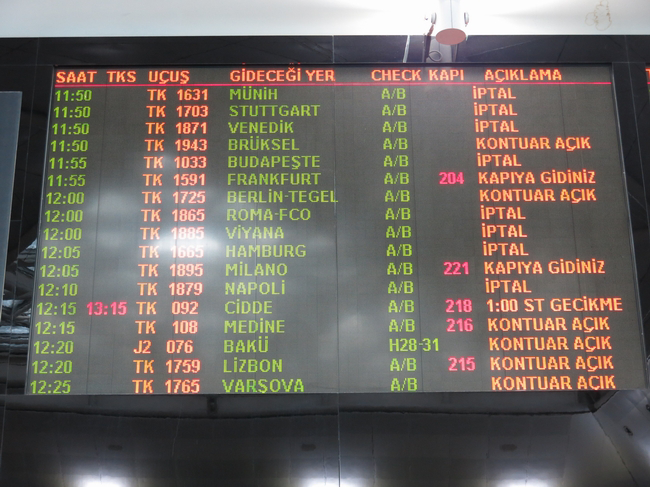 SAAT TKS UÇUŞ GİDECEĞİ YER CHECK KAPI AÇIKLAMA
11:50 TK 1631 MÜNİH A/B İPTAL
11:50 TK 1703 STUTTGART A/B İPTAL
11:50 TK 1871 VENEDİK A/B İPTAL
11:50 TK 1943 BRÜKSEL A/B KONTUAR AÇIK
11:55 TK 1033 BUDAPEŞTE A/B İPTAL
11:55 TK 1591 FRANKFURT A/B 204 KAPIYA GİDİNİZ
12:00 TK 1725 BERLİN-TEGEL A/B KONTUAR AÇIK
12:00 TK 1865 ROMA-FCO A/B İPTAL
12:00 TK 1885 VİYANA A/B İPTAL
12:05 TK 1665 HAMBURG A/B İPTAL
12:05 TK 1895 MİLANO A/B 221 KAPIYA GİDİNİZ
12:10 TK 1879 NAPOLİ A/B İPTAL
12:15 13:15 TK 092 CİDDE A/B 218 1:00 ST GECİKME
12:15 TK 108 MEDİNE A/B 216 KONTUAR AÇIK
12:20 J2 076 BAKÜ H28-31 KONTUAR AÇIK
12:20 TK 1759 LİZBON A/B 215 KONTUAR AÇIK
12:25 TK 1765 VARŞOVA A/B KONTUAR AÇIK